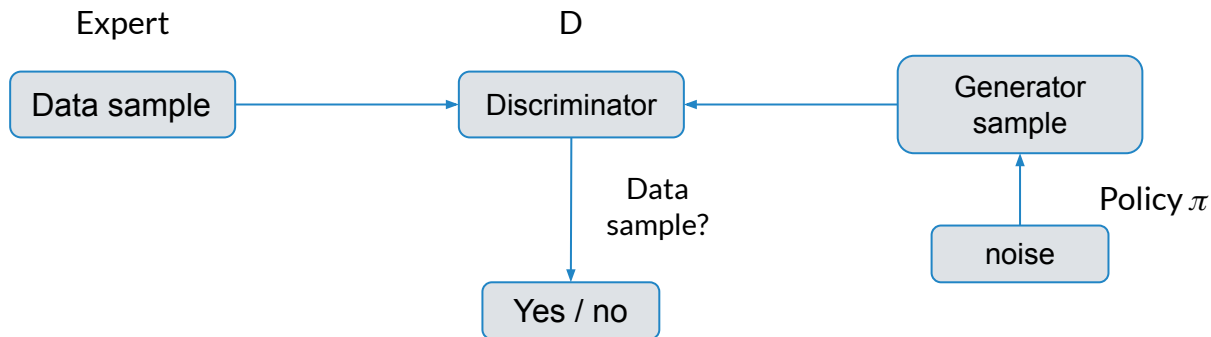 Expert
D
Data sample
Discriminator
Generator
sample
Data
sample?
Policy π
noise
Yes / no